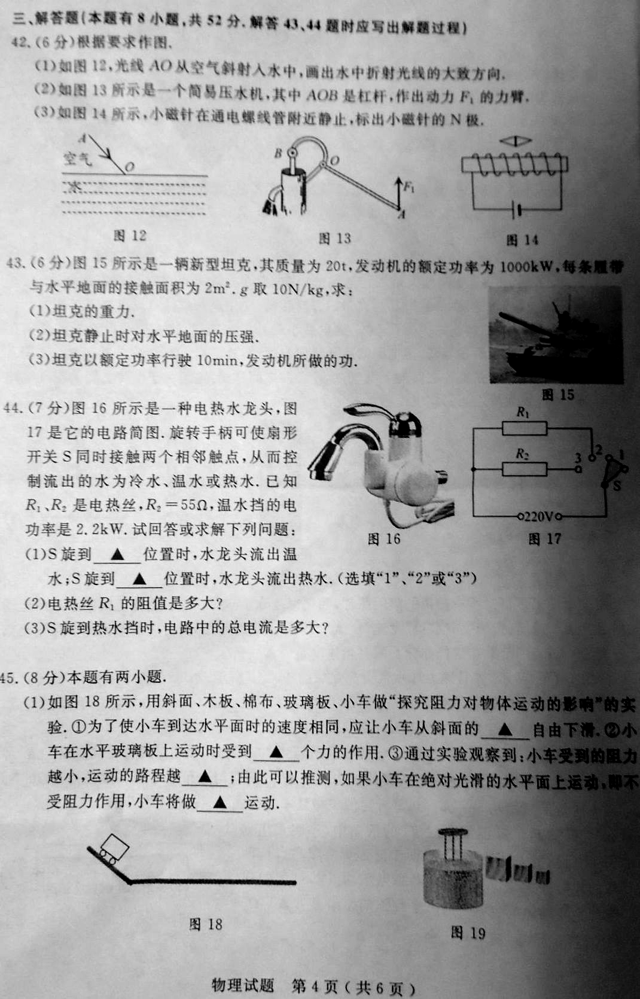 三、解答题(本题有 8 小题,共 52 分.解答 43、44 题时应写出解题过程)
42.(6 分)根据要求作图.
(1)如图 12,光线 AO 从空气斜射入水中,画出水中折射光线的大致方向.
(2)如图 13 所示是一个简易压水机,其中 AOB 是杠杆,作出动力 F₁ 的力臂.
(3)如图 14 所示,小磁针在通电螺线管附近静止,标出小磁针的 N 极.
A
空气
O
水
B
O
F₁
A
图 12
图 13
图 14
43.(6 分)图 15 所示是一辆新型坦克,其质量为 20t,发动机的额定功率为 1000kW,每条履带
与水平地面的接触面积为 2m². g 取 10N/kg,求:
(1)坦克的重力.
(2)坦克静止时对水平地面的压强.
(3)坦克以额定功率行驶 10min,发动机所做的功.
图 15
44.(7 分)图 16 所示是一种电热水龙头,图
17 是它的电路简图.旋转手柄可使扇形
开关 S 同时接触两个相邻触点,从而控
制流出的水为冷水、温水或热水.已知
R₁、R₂ 是电热丝,R₂=55Ω,温水挡的电
功率是 2.2kW.试回答或求解下列问题:
(1)S 旋到 ▲ 位置时,水龙头流出温
水;S 旋到 ▲ 位置时,水龙头流出热水.(选填“1”、“2”或“3”)
(2)电热丝 R₁ 的阻值是多大?
(3)S 旋到热水挡时,电路中的总电流是多大?
R₁
R₂
3
2
1
S
220V
图 16
图 17
45.(8 分)本题有两小题.
(1)如图 18 所示,用斜面、木板、棉布、玻璃板、小车做“探究阻力对物体运动的影响”的实
验.①为了使小车到达水平面时的速度相同,应让小车从斜面的 ▲ 自由下滑.②小
车在水平玻璃板上运动时受到 ▲ 个力的作用.③通过实验观察到:小车受到的阻力
越小,运动的路程越 ▲ ;由此可以推测,如果小车在绝对光滑的水平面上运动,即不
受阻力作用,小车将做 ▲ 运动.
图 18
图 19
物理试题 第 4 页(共 6 页)